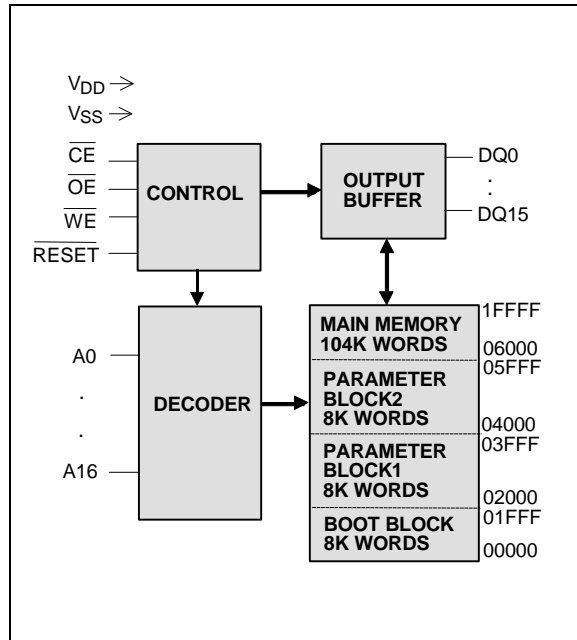 VDD
VSS
CE
OE
WE
RESET
CONTROL
OUTPUT
BUFFER
DQ0
.
.
DQ15
A0
.
.
A16
DECODER
MAIN MEMORY
104K WORDS
PARAMETER
BLOCK2
8K WORDS
PARAMETER
BLOCK1
8K WORDS
BOOT BLOCK
8K WORDS
1FFFF
06000
05FFF
04000
03FFF
02000
01FFF
00000